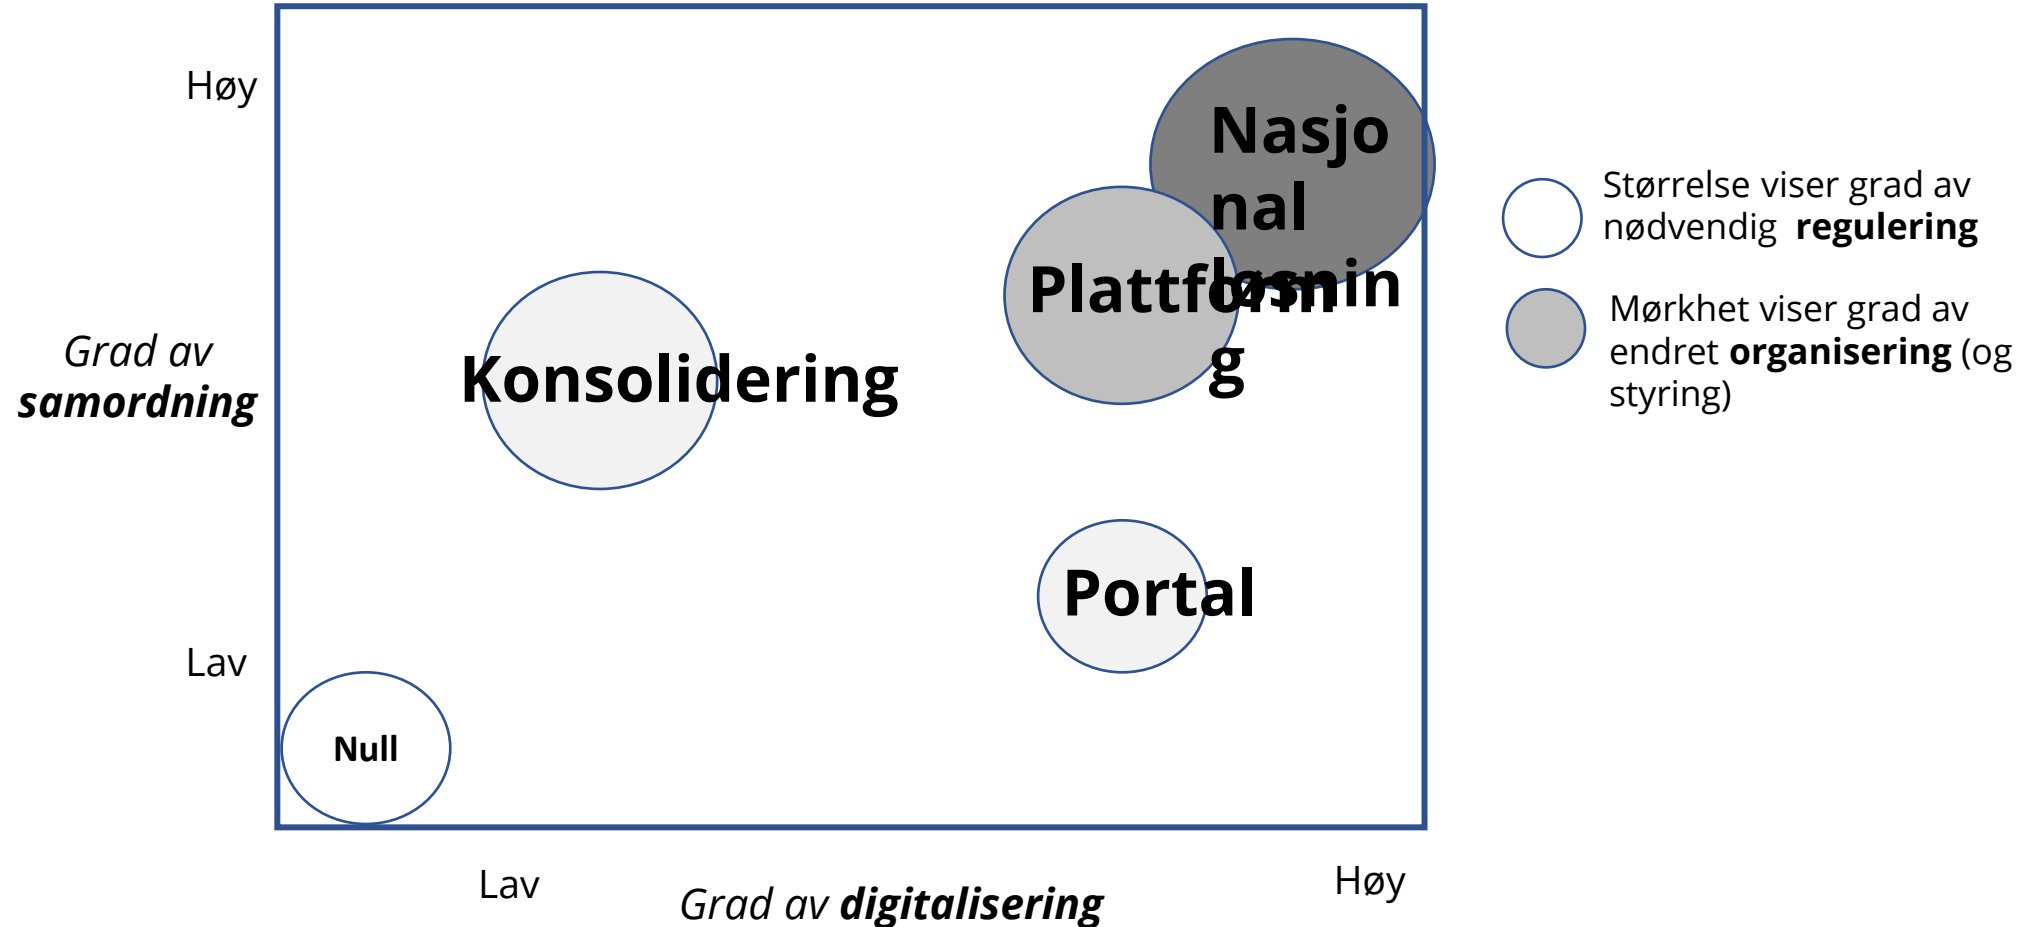 Høy
Nasjo
nal
løsnin
g
Plattform
Konsolidering
Grad av
samordning
Portal
Lav
Null
Lav
Høy
Grad av digitalisering
Størrelse viser grad av
nødvendig  regulering
Mørkhet viser grad av
endret organisering (og
styring)